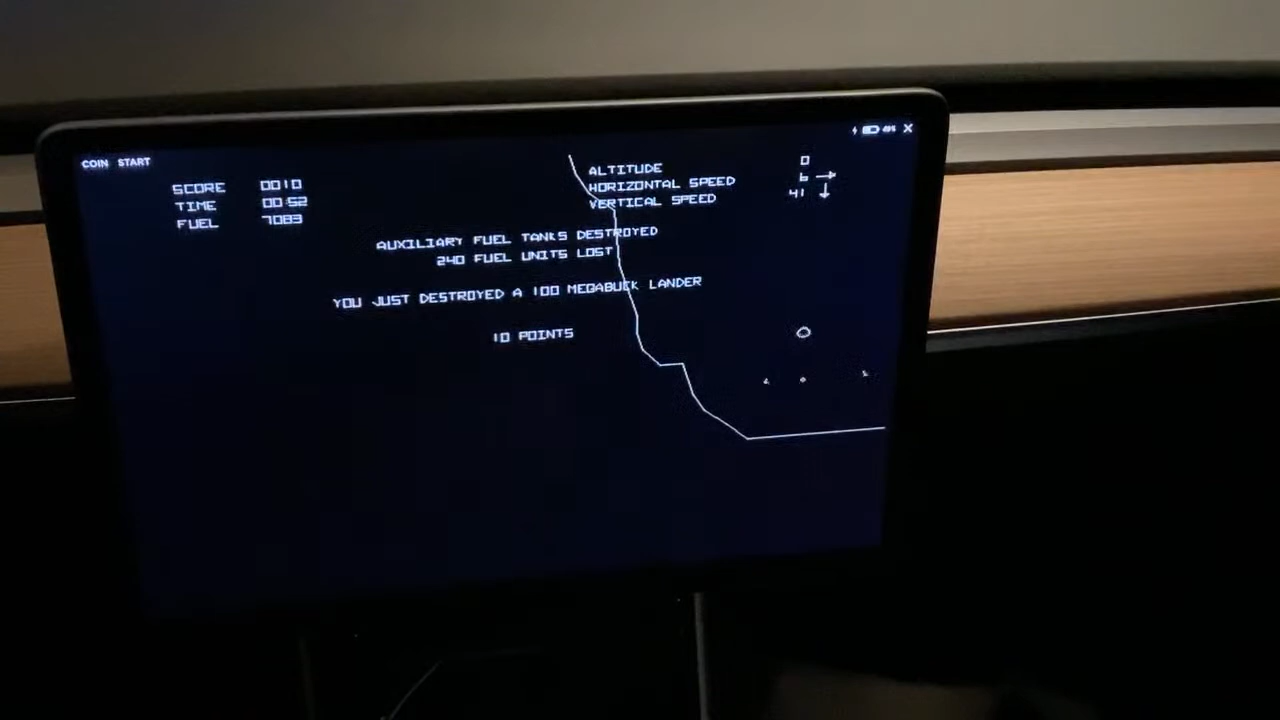 COIN START
49%
SCORE 0010
TIME 00:52
FUEL 7083
ALTITUDE 0
HORIZONTAL SPEED 6 →
VERTICAL SPEED 41 ↓
AUXILIARY FUEL TANKS DESTROYED
240 FUEL UNITS LOST
YOU JUST DESTROYED A 100 MEGABUCK LANDER
10 POINTS